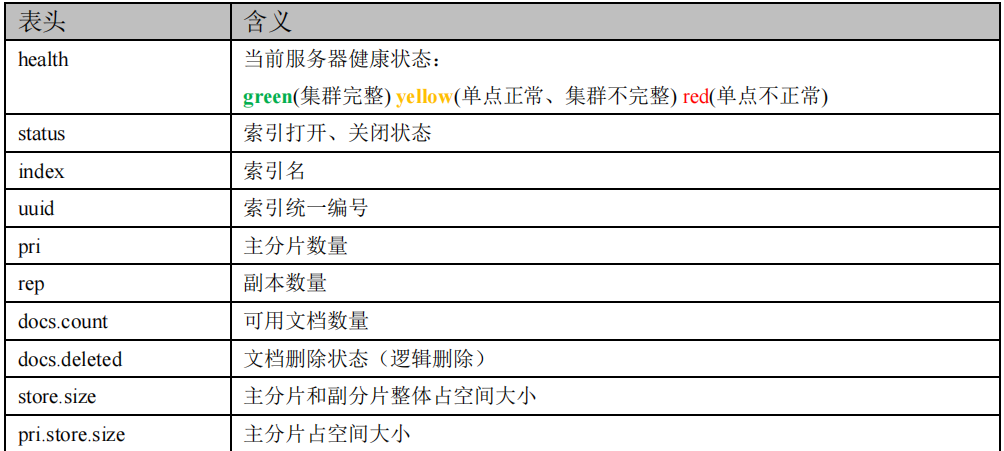 表头 含义
health 当前服务器健康状态：
green(集群完整) yellow(单点正常、集群不完整) red(单点不正常)
status 索引打开、关闭状态
index 索引名
uuid 索引统一编号
pri 主分片数量
rep 副本数量
docs.count 可用文档数量
docs.deleted 文档删除状态（逻辑删除）
store.size 主分片和副分片整体占空间大小
pri.store.size 主分片占空间大小